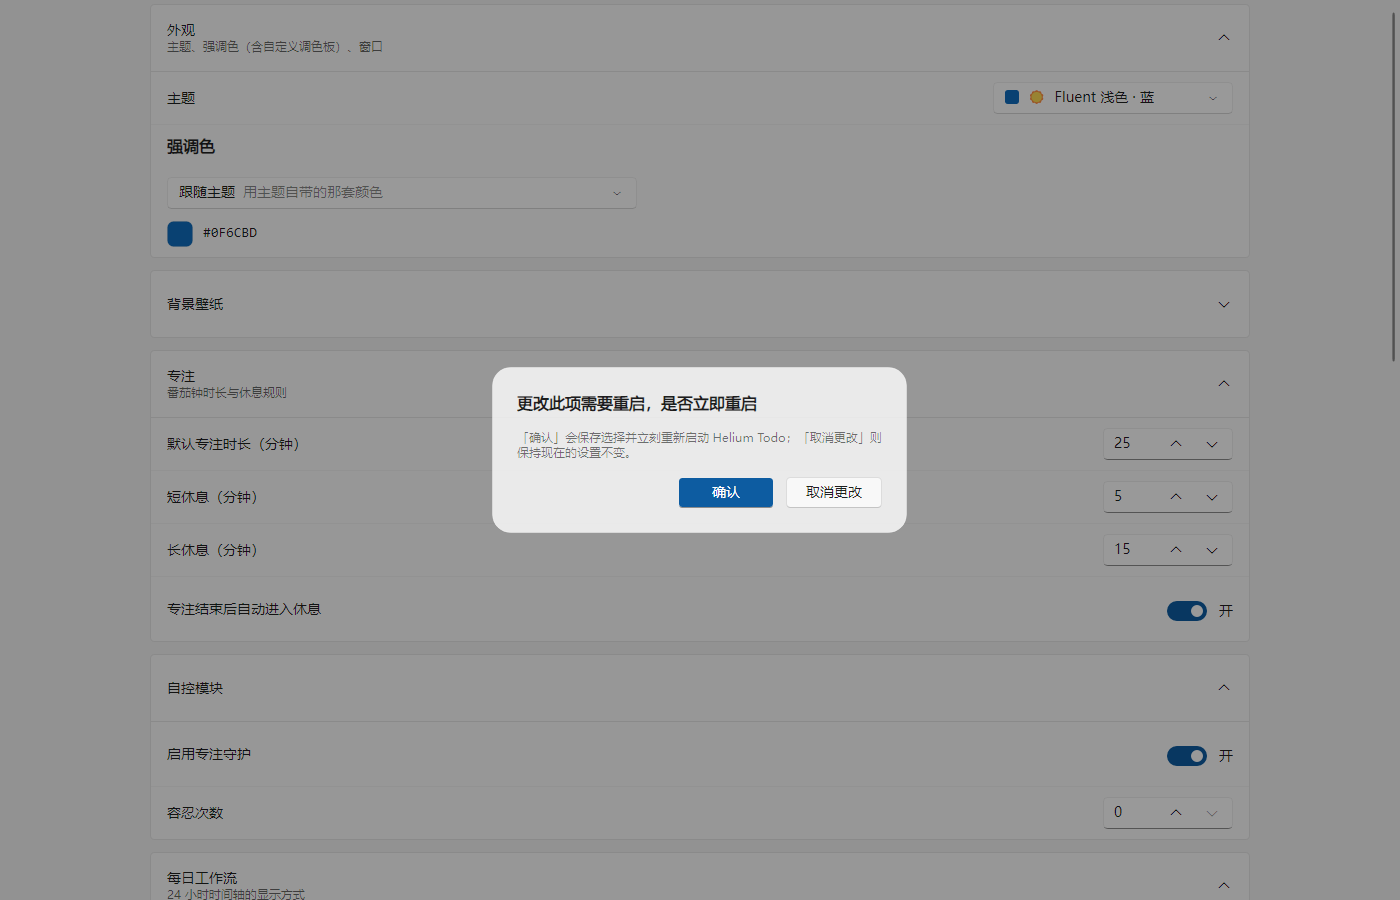 外观
主题、强调色（含自定义调色板）、窗口
主题
Fluent 浅色 · 蓝
强调色
跟随主题 用主题自带的那套颜色
#0F6CBD
背景壁纸
专注
番茄钟时长与休息规则
默认专注时长（分钟）
25
短休息（分钟）
5
长休息（分钟）
15
专注结束后自动进入休息
开
更改此项需要重启，是否立即重启
「确认」会保存选择并立刻重新启动 Helium Todo；「取消更改」则
保持现在的设置不变。
确认
取消更改
自控模块
启用专注守护
开
容忍次数
0
每日工作流
24 小时时间轴的显示方式